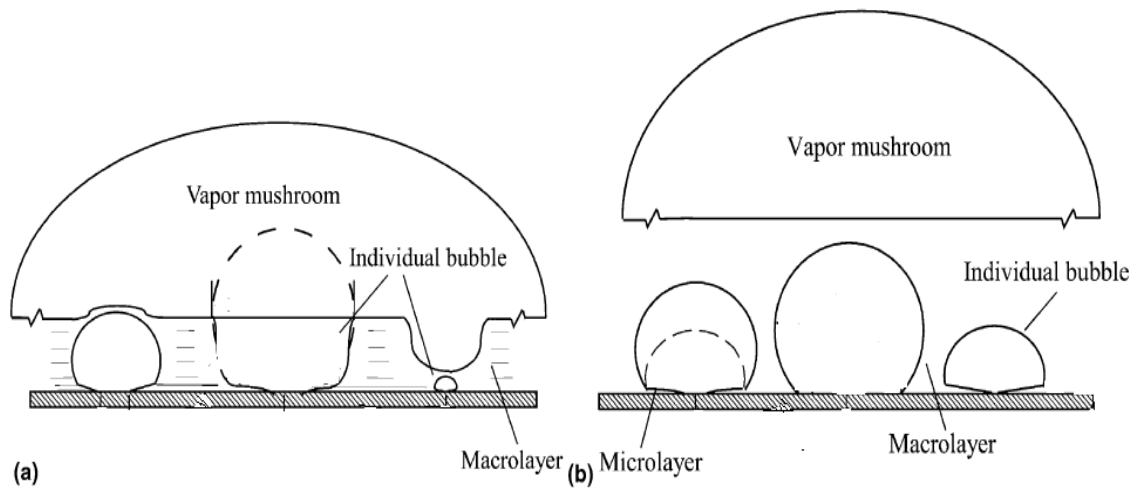 Vapor mushroom
Individual bubble
Macrolayer
(a)
Vapor mushroom
Individual bubble
Macrolayer
Microlayer
(b)